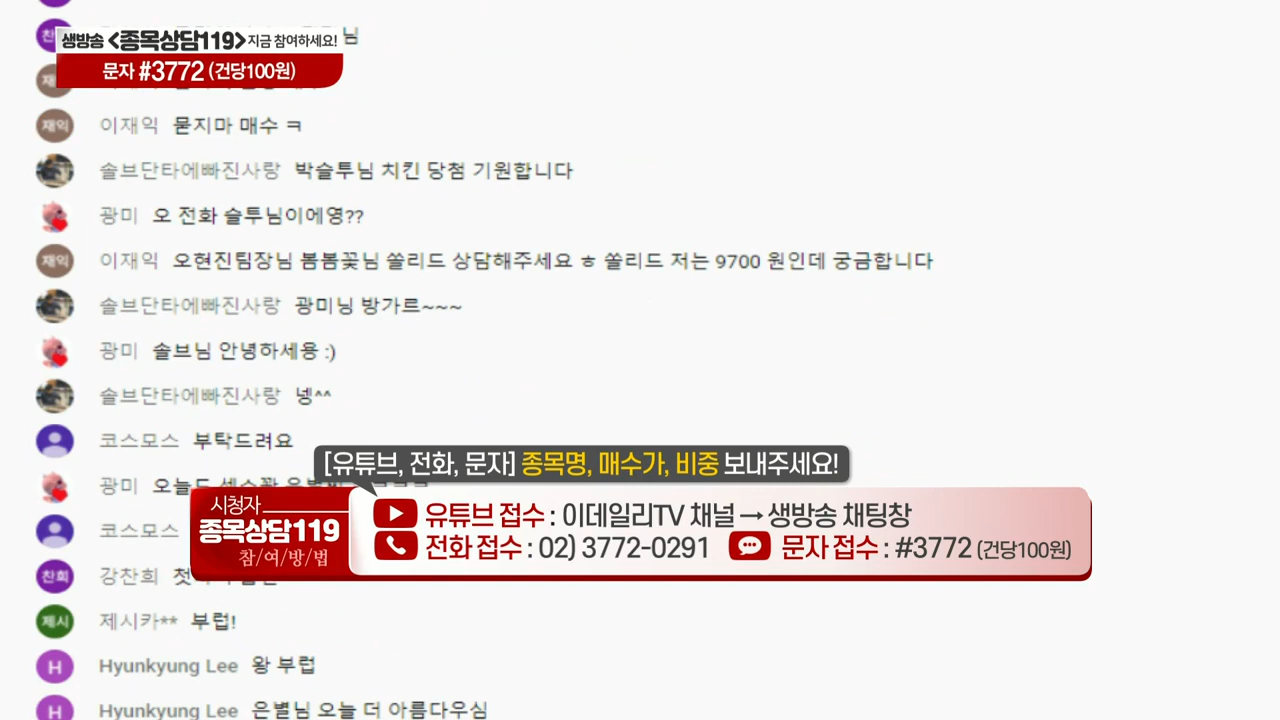 찬
생방송 <종목상담119> 지금 참여하세요! 님
문자 #3772 (건당100원)
재익 이재익 묻지마 매수 ㅋ
솔브단타에빠진사랑 박슬투님 치킨 당첨 기원합니다
광미 오 전화 슬투님이에영??
재익 이재익 오현진팀장님 봄봄꽃님 쏠리드 상담해주세요 ㅎ 쏠리드 저는 9700 원인데 궁금합니다
솔브단타에빠진사랑 광미닝 방가르~~~
광미 솔브님 안녕하세용 :)
솔브단타에빠진사랑 넹^^
코스모스 부탁드려요
[유튜브, 전화, 문자] 종목명, 매수가, 비중 보내주세요!
광미 오늘도
시청자
종목상담119
참/여/방/법
유튜브 접수 : 이데일리TV 채널 → 생방송 채팅창
전화 접수 : 02) 3772-0291 문자 접수 : #3772 (건당100원)
코스모스
찬희 강찬희 첫
제시 제시카** 부럽!
H Hyunkyung Lee 왕 부럽
H Hyunkyung Lee 은별님 오늘 더 아름다우심